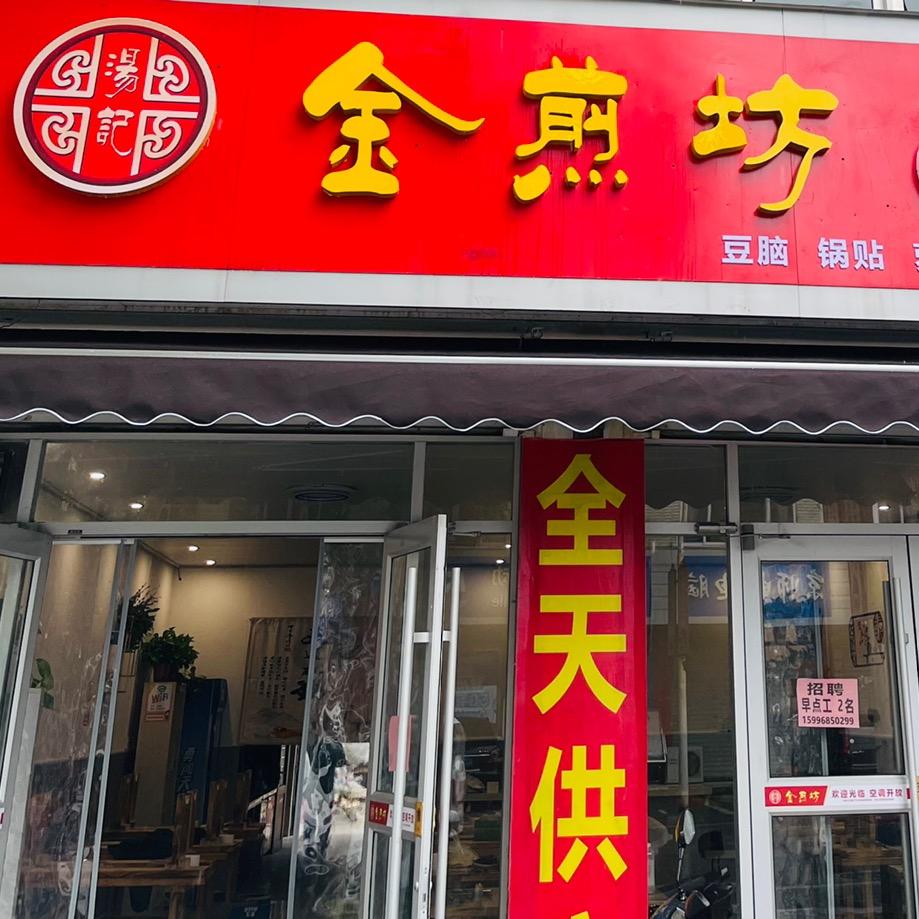 湯記
金煎坊
豆脑 锅贴
全天供
招聘
早点工 2名
15996850299
金煎坊 欢迎光临 空调开放
WiFi